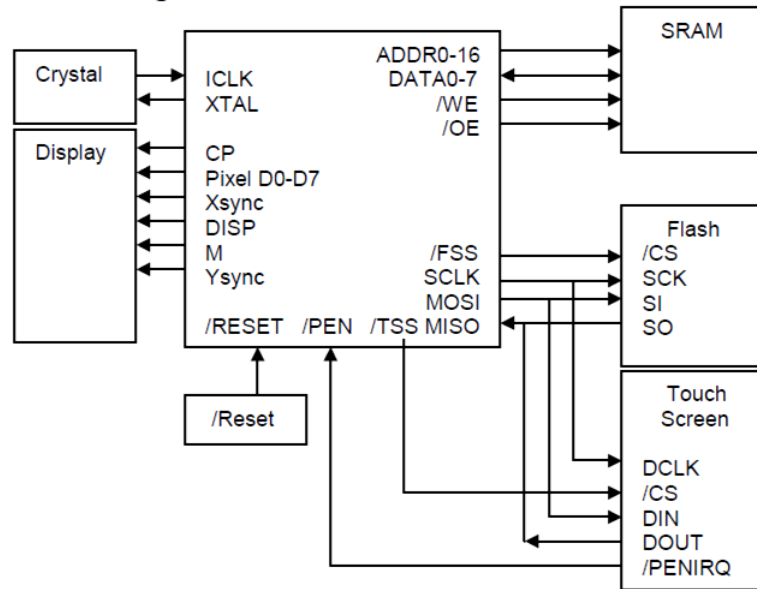 Crystal
Display
ICLK
XTAL
CP
Pixel D0-D7
Xsync
DISP
M
Ysync
/RESET /PEN /TSS MISO
ADDR0-16
DATA0-7
/WE
/OE
/FSS
SCLK
MOSI
/Reset
SRAM
Flash
/CS
SCK
SI
SO
Touch
Screen
DCLK
/CS
DIN
DOUT
/PENIRQ